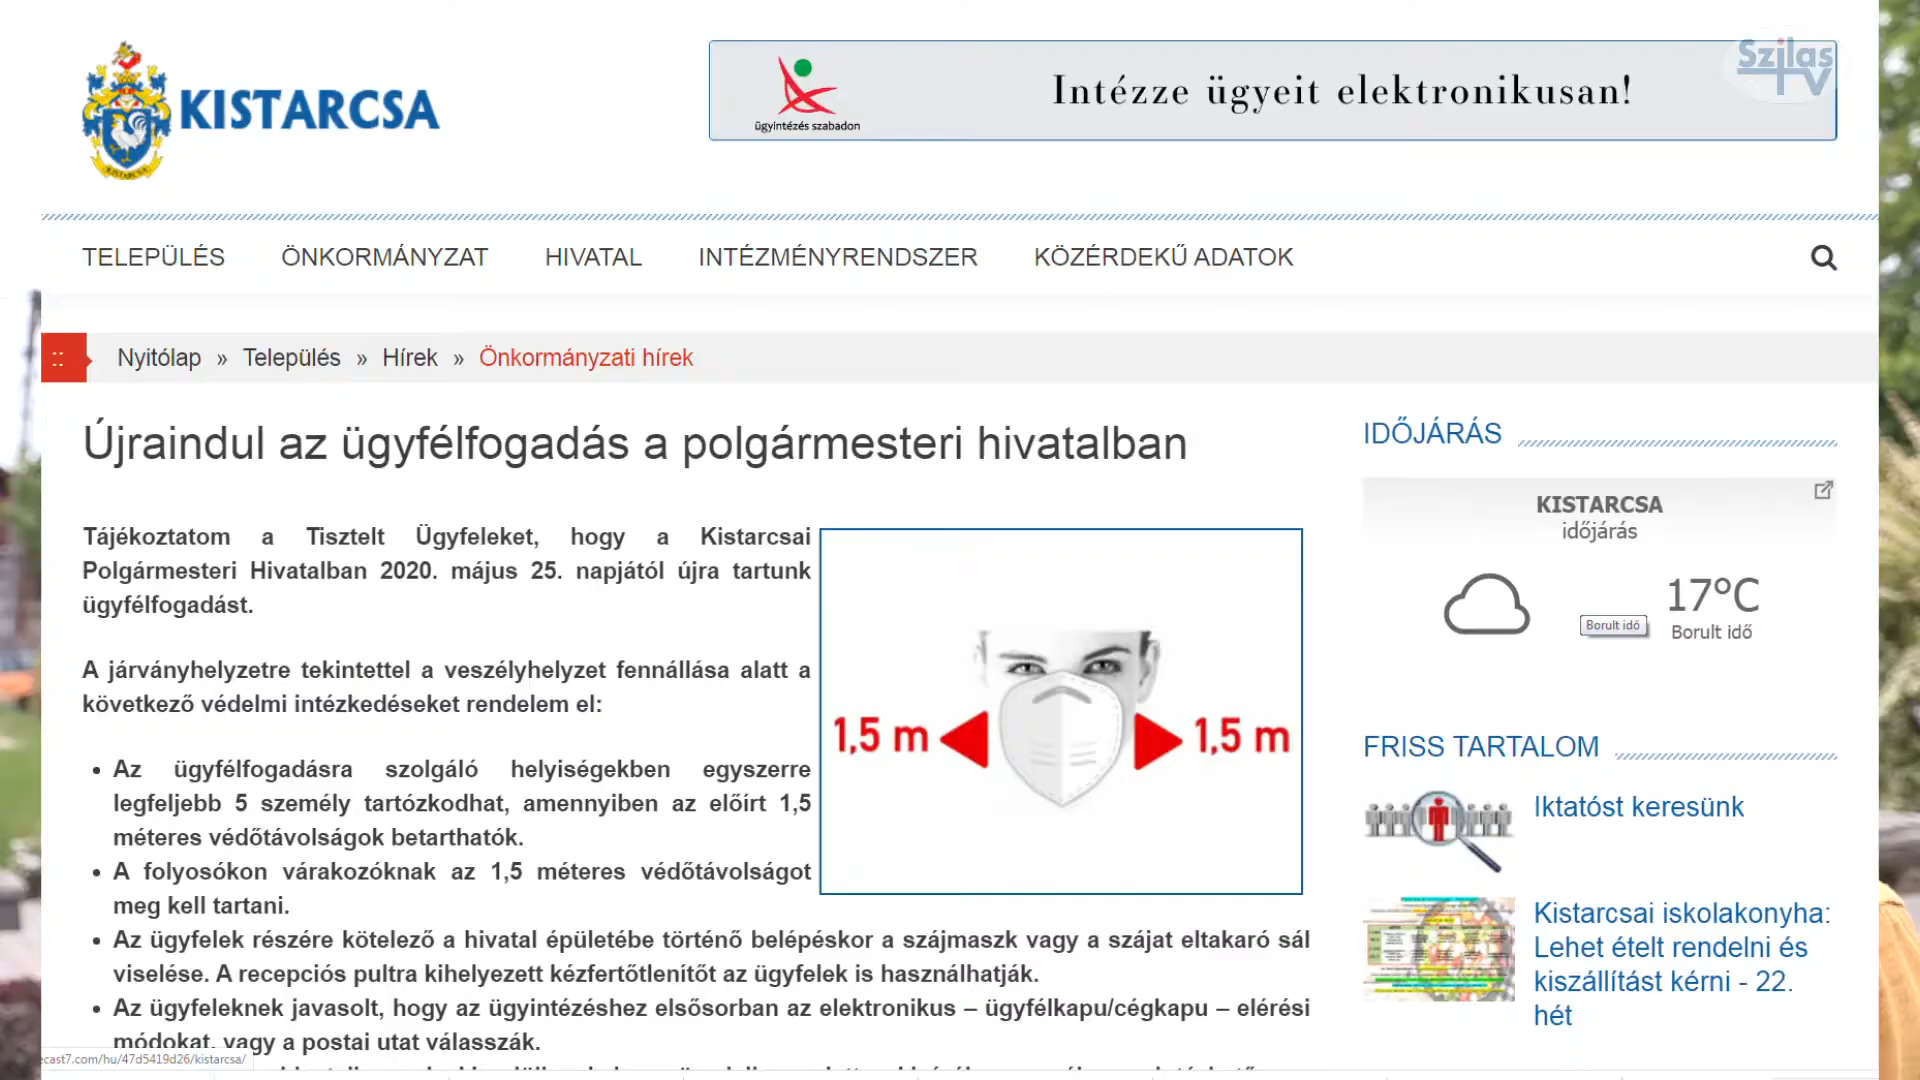 KISTARCSA
KISTARCSA
ügyintézés szabadon
Intézze ügyeit elektronikusan!
Szilas
TV
TELEPÜLÉS ÖNKORMÁNYZAT HIVATAL INTÉZMÉNYRENDSZER KÖZÉRDEKŰ ADATOK
:: Nyitólap » Település » Hírek » Önkormányzati hírek
Újraindul az ügyfélfogadás a polgármesteri hivatalban
Tájékoztatom a Tisztelt Ügyfeleket, hogy a Kistarcsai
Polgármesteri Hivatalban 2020. május 25. napjától újra tartunk
ügyfélfogadást.
A járványhelyzetre tekintettel a veszélyhelyzet fennállása alatt a
következő védelmi intézkedéseket rendelem el:
• Az ügyfélfogadásra szolgáló helyiségekben egyszerre
legfeljebb 5 személy tartózkodhat, amennyiben az előírt 1,5
méteres védőtávolságok betarthatók.
• A folyosókon várakozóknak az 1,5 méteres védőtávolságot
meg kell tartani.
• Az ügyfelek részére kötelező a hivatal épületébe történő belépéskor a szájmaszk vagy a szájat eltakaró sál
viselése. A recepciós pultra kihelyezett kézfertőtlenítőt az ügyfelek is használhatják.
• Az ügyfeleknek javasolt, hogy az ügyintézéshez elsősorban az elektronikus – ügyfélkapu/cégkapu – elérési
módokat, vagy a postai utat válasszák.
1,5 m 1,5 m
IDŐJÁRÁS
KISTARCSA
időjárás
17°C
Borult idő
Borult idő
FRISS TARTALOM
Iktatóst keresünk
Kistarcsai iskolakonyha:
Lehet ételt rendelni és
kiszállítást kérni - 22.
hét
ecast7.com/hu/47d5419d26/kistarcsa/